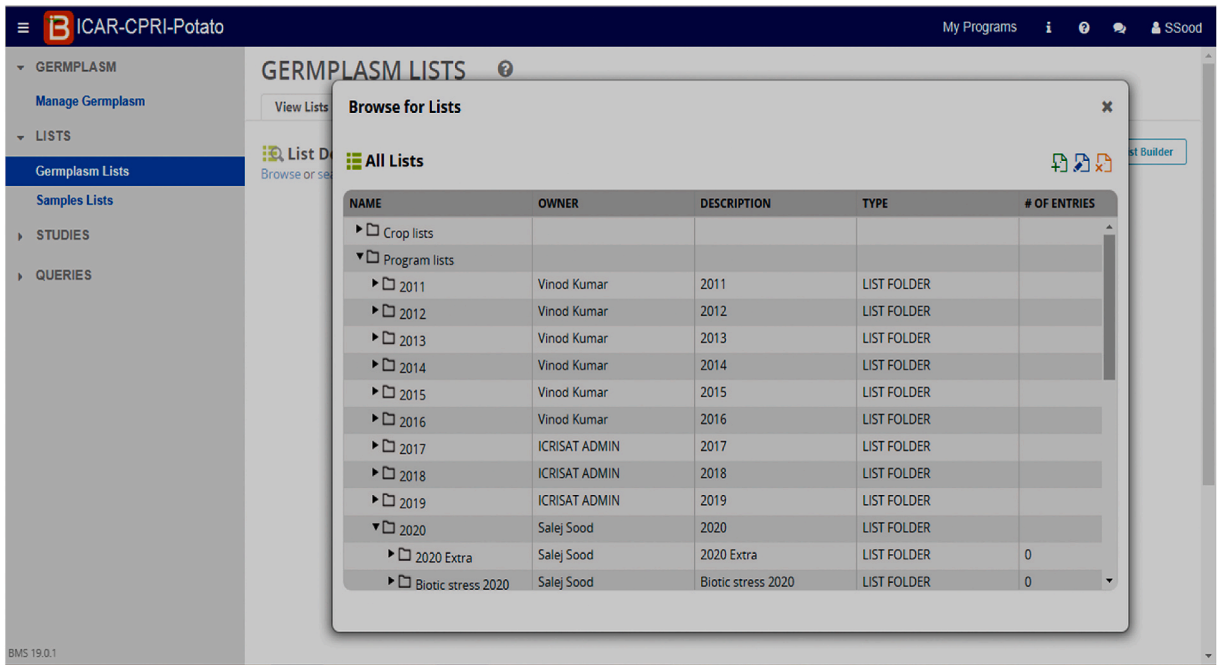 ≡ iB ICAR-CPRI-Potato My Programs i ? SSood
GERMPLASM
Manage Germplasm
LISTS
Germplasm Lists
Samples Lists
STUDIES
QUERIES
BMS 19.0.1
GERMPLASM LISTS ?
View Lists
List De
Browse or sea
st Builder
Browse for Lists ×
All Lists
NAME OWNER DESCRIPTION TYPE # OF ENTRIES
Crop lists
Program lists
2011 Vinod Kumar 2011 LIST FOLDER
2012 Vinod Kumar 2012 LIST FOLDER
2013 Vinod Kumar 2013 LIST FOLDER
2014 Vinod Kumar 2014 LIST FOLDER
2015 Vinod Kumar 2015 LIST FOLDER
2016 Vinod Kumar 2016 LIST FOLDER
2017 ICRISAT ADMIN 2017 LIST FOLDER
2018 ICRISAT ADMIN 2018 LIST FOLDER
2019 ICRISAT ADMIN 2019 LIST FOLDER
2020 Salej Sood 2020 LIST FOLDER
2020 Extra Salej Sood 2020 Extra LIST FOLDER 0
Biotic stress 2020 Salej Sood Biotic stress 2020 LIST FOLDER 0